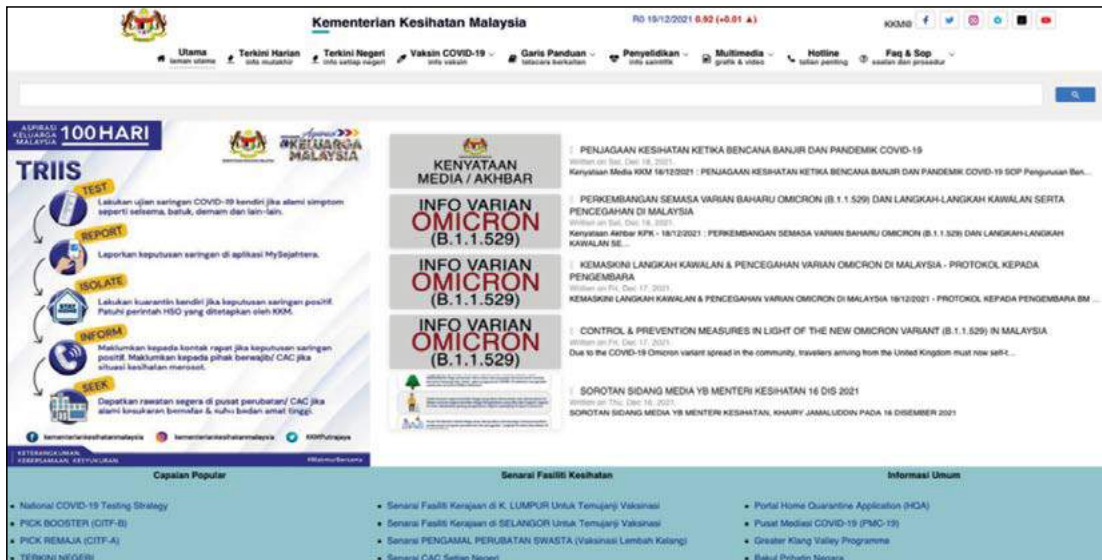 Kementerian Kesihatan Malaysia
R0 19/12/2021 0.92 (+0.01 ▲)
KKM@
Utama
laman utama
Terkini Harian
info mutakhir
Terkini Negeri
info setiap negeri
Vaksin COVID-19
info vaksin
Garis Panduan
tatacara berkaitan
Penyelidikan
info saintifik
Multimedia
grafik & video
Hotline
talian penting
Faq & Sop
soalan dan prosedur
ASPIRASI
KELUARGA
MALAYSIA
100 HARI
#KELUARGA
MALAYSIA
TRIIS
TEST
Lakukan ujian saringan COVID-19 kendiri jika alami simptom
seperti selsema, batuk, demam dan lain-lain.
REPORT
Laporkan keputusan saringan di aplikasi MySejahtera.
ISOLATE
Lakukan kuarantin kendiri jika keputusan saringan positif.
Patuhi perintah HSO yang ditetapkan oleh KKM.
INFORM
Maklumkan kepada kontak rapat jika keputusan saringan
positif. Maklumkan kepada pihak berwajib/ CAC jika
situasi kesihatan merosot.
SEEK
Dapatkan rawatan segera di pusat perubatan/ CAC jika
alami kesukaran bernafas & suhu badan amat tinggi.
kementeriankesihatanmalaysia
kementeriankesihatanmalaysia
KKMPutrajaya
KENYATAAN
MEDIA / AKHBAR
PENJAGAAN KESIHATAN KETIKA BENCANA BANJIR DAN PANDEMIK COVID-19
Written on Sat, Dec 18, 2021.
Kenyataan Media KKM 18/12/2021 : PENJAGAAN KESIHATAN KETIKA BENCANA BANJIR DAN PANDEMIK COVID-19 SOP Pengurusan Ben...
INFO VARIAN
OMICRON
(B.1.1.529)
PERKEMBANGAN SEMASA VARIAN BAHARU OMICRON (B.1.1.529) DAN LANGKAH-LANGKAH KAWALAN SERTA
PENCEGAHAN DI MALAYSIA
Written on Sat, Dec 18, 2021.
Kenyataan Akhbar KPK - 18/12/2021 : PERKEMBANGAN SEMASA VARIAN BAHARU OMICRON (B.1.1.529) DAN LANGKAH-LANGKAH
KAWALAN SE...
INFO VARIAN
OMICRON
(B.1.1.529)
KEMASKINI LANGKAH KAWALAN & PENCEGAHAN VARIAN OMICRON DI MALAYSIA - PROTOKOL KEPADA
PENGEMBARA
Written on Fri, Dec 17, 2021.
KEMASKINI LANGKAH KAWALAN & PENCEGAHAN VARIAN OMICRON DI MALAYSIA 16/12/2021 - PROTOKOL KEPADA PENGEMBARA BM ...
INFO VARIAN
OMICRON
(B.1.1.529)
CONTROL & PREVENTION MEASURES IN LIGHT OF THE NEW OMICRON VARIANT (B.1.1.529) IN MALAYSIA
Written on Fri, Dec 17, 2021.
Due to the COVID-19 Omicron variant spread in the community, travelers arriving from the United Kingdom must now self-t...
SOROTAN SIDANG MEDIA YB MENTERI KESIHATAN 16 DIS 2021
Written on Thu, Dec 16, 2021.
SOROTAN SIDANG MEDIA YB MENTERI KESIHATAN, KHAIRY JAMALUDDIN PADA 16 DISEMBER 2021
Capaian Popular
National COVID-19 Testing Strategy
PICK BOOSTER (CITF-B)
PICK REMAJA (CITF-A)
TERKINI NEGERI
Senarai Fasiliti Kesihatan
Senarai Fasiliti Kerajaan di K. LUMPUR Untuk Temujanji Vaksinasi
Senarai Fasiliti Kerajaan di SELANGOR Untuk Temujanji Vaksinasi
Senarai PENGAMAL PERUBATAN SWASTA (Vaksinasi Lembah Kelang)
Senarai CAC Setiap Negeri
Informasi Umum
Portal Home Quarantine Application (HQA)
Pusat Mediasi COVID-19 (PMC-19)
Greater Klang Valley Programme
Bakul Prihatin Negara